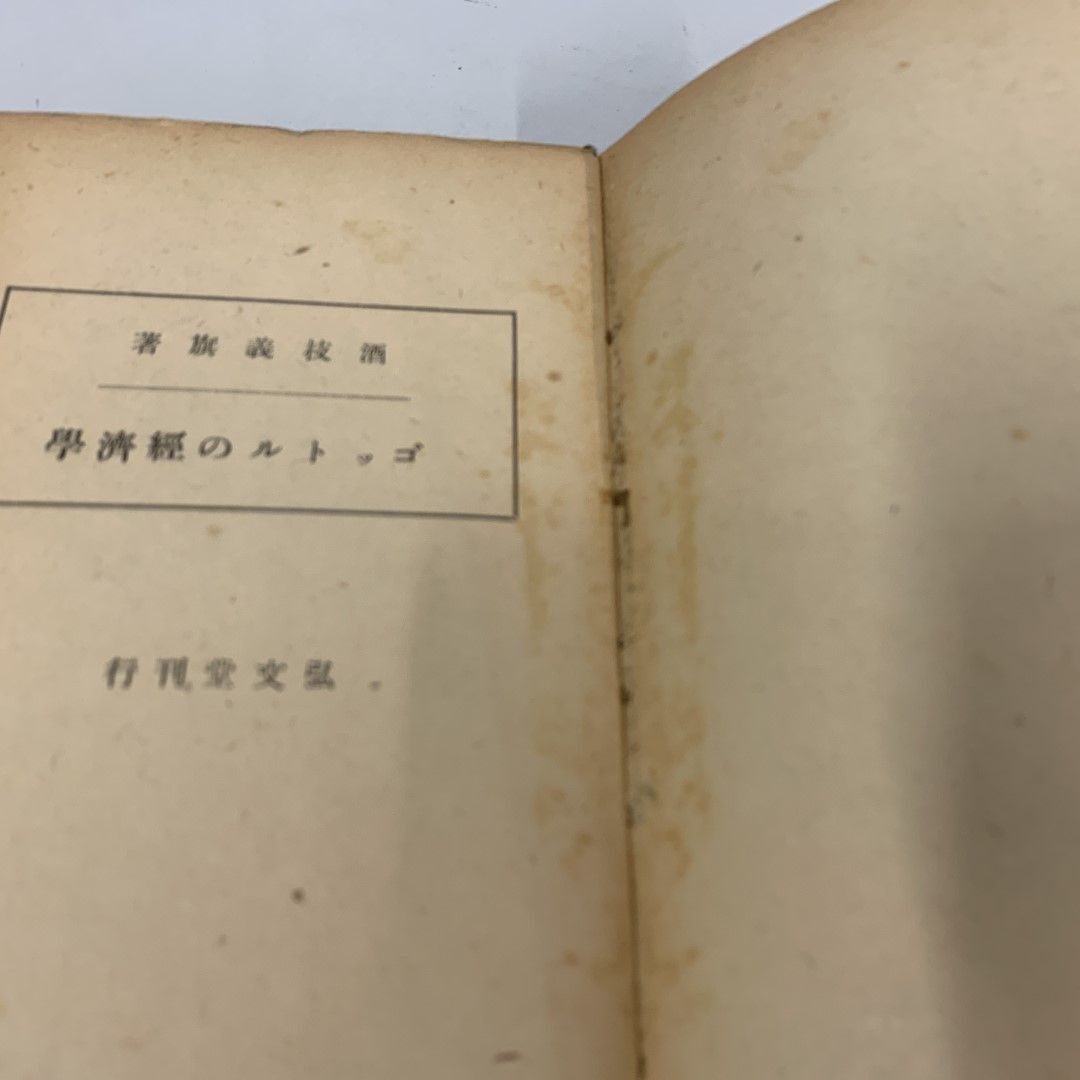 酒枝義旗著
ゴットルの經濟學
弘文堂刊行